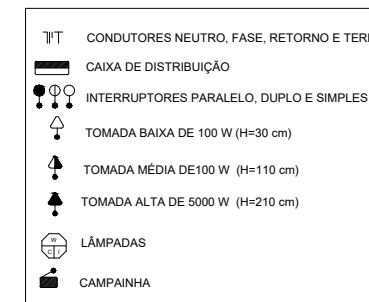 CONDUTORES NEUTRO, FASE, RETORNO E TER
CAIXA DE DISTRIBUIÇÃO
INTERRUPTORES PARALELO, DUPLO E SIMPLES
TOMADA BAIXA DE 100 W (H=30 cm)
TOMADA MÉDIA DE100 W (H=110 cm)
TOMADA ALTA DE 5000 W (H=210 cm)
W
C I
LÂMPADAS
CAMPAINHA